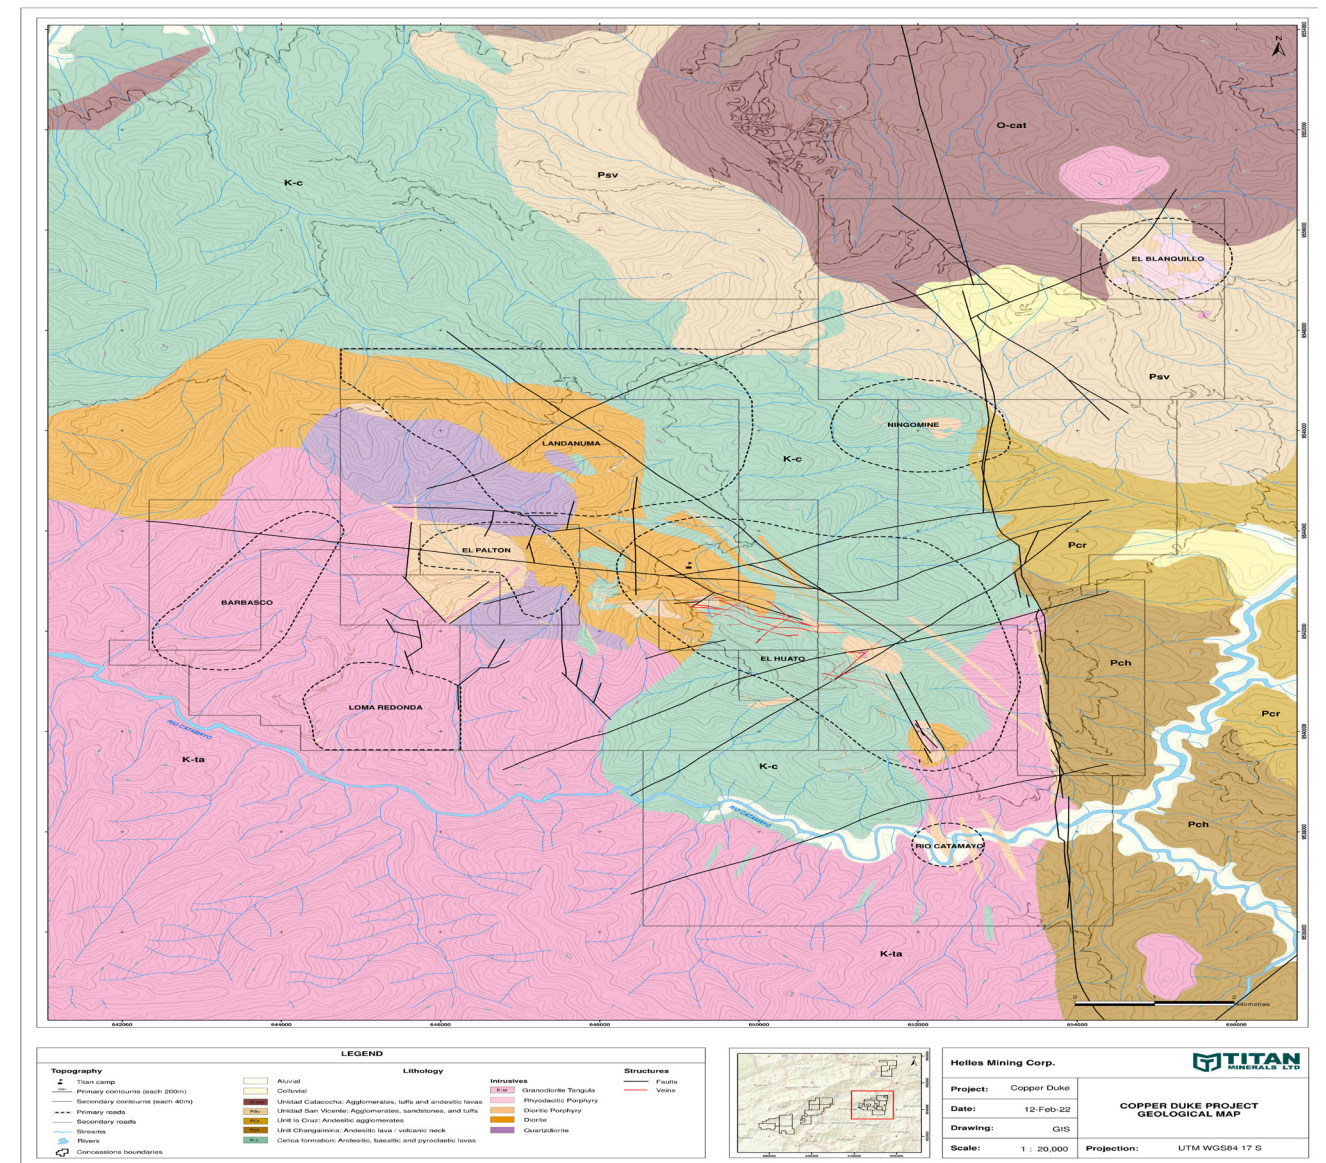 N
O-cat
Psv
K-c
EL BLANQUILLO
Psv
NINGOMINE
LANDANUMA
K-c
Pcr
EL PALTON
BARBASCO
EL HUATO
Pch
LOMA REDONDA
Pcr
RIO CATAMAYO
K-ta
K-c
RIO CATAMAYO
Pch
RIO CATAMAYO
K-ta
642000 644000 646000 648000 650000 652000 654000 656000
LEGEND
Topography
Titan camp
Primary contours (each 200m)
Secondary contours (each 40m)
Primary roads
Secondary roads
Streams
Rivers
Concessions boundaries
Lithology
Aluvial
Colluvial
Unidad Catacocha: Agglomerates, tuffs and andesitic lavas
Unidad San Vicente: Agglomerates, sandstones, and tuffs
Unit la Cruz: Andesitic agglomerates
Unit Changaimina: Andesitic lava / volcanic neck
Celica formation: Andesitic, basaltic and pyroclastic lavas
Intrusives
K-ta Granodiorite Tangula
Rhyodacitic Porphyry
Dioritic Porphyry
Diorite
Quartzdiorite
Structures
Faults
Veins
Helles Mining Corp.
TITAN
MINERALS LTD
Project: Copper Duke
Date: 12-Feb-22
Drawing: GIS
Scale: 1 : 20,000
COPPER DUKE PROJECT
GEOLOGICAL MAP
Projection: UTM WGS84 17 S